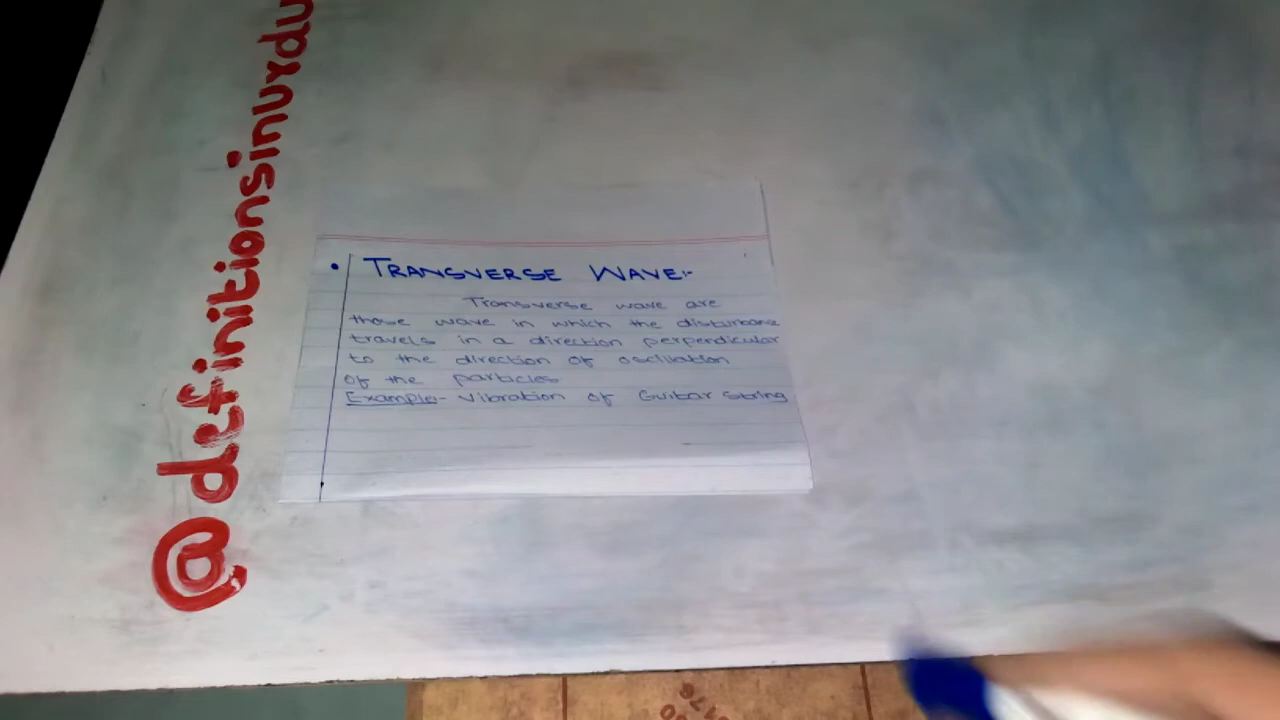 @definitionsinurdu
• TRANSVERSE WAVE:-
Transverse wave are
those wave in which the disturbance
travels in a direction perpendicular
to the direction of oscillation
of the particles
Example:- Vibration of Guitar String